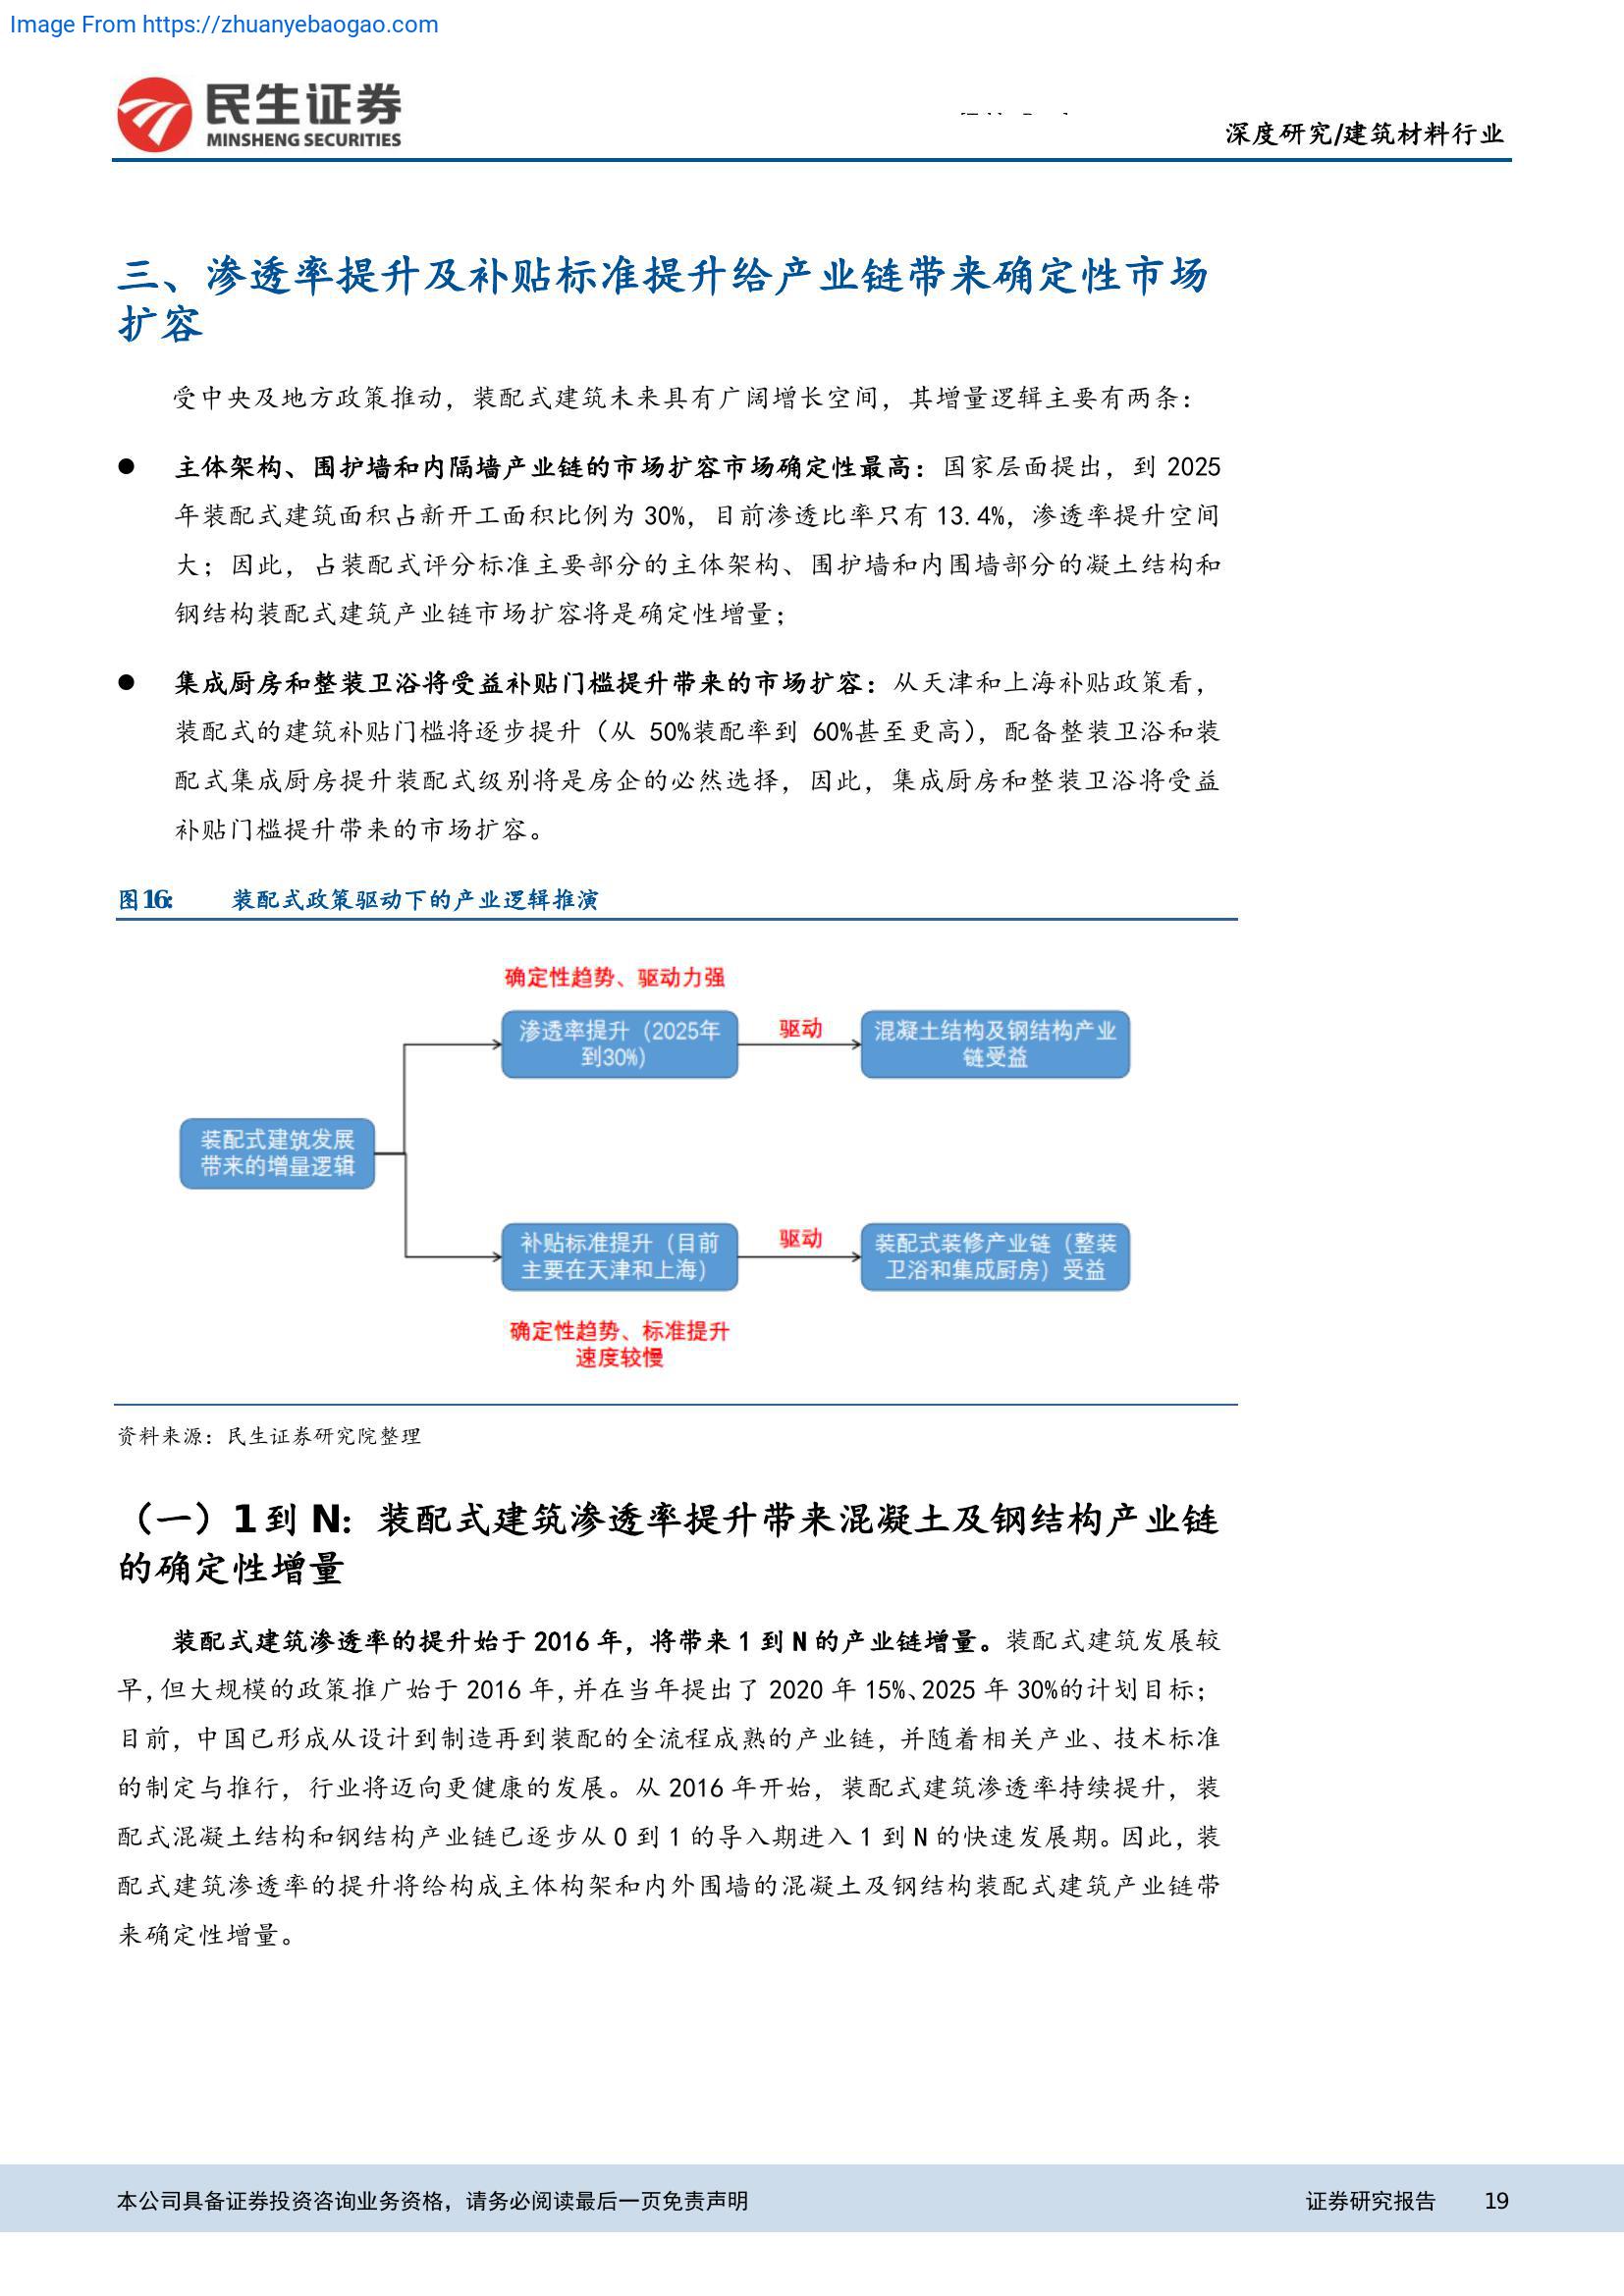 Image From https://zhuanyebaogao.com
民生证券
MINSHENG SECURITIES
深度研究/建筑材料行业
三、渗透率提升及补贴标准提升给产业链带来确定性市场
扩容
受中央及地方政策推动，装配式建筑未来具有广阔增长空间，其增量逻辑主要有两条：
● 主体架构、围护墙和内隔墙产业链的市场扩容市场确定性最高：国家层面提出，到 2025
年装配式建筑面积占新开工面积比例为 30%，目前渗透比率只有 13.4%，渗透率提升空间
大；因此，占装配式评分标准主要部分的主体架构、围护墙和内围墙部分的凝土结构和
钢结构装配式建筑产业链市场扩容将是确定性增量；
● 集成厨房和整装卫浴将受益补贴门槛提升带来的市场扩容：从天津和上海补贴政策看，
装配式的建筑补贴门槛将逐步提升（从 50%装配率到 60%甚至更高），配备整装卫浴和装
配式集成厨房提升装配式级别将是房企的必然选择，因此，集成厨房和整装卫浴将受益
补贴门槛提升带来的市场扩容。
图16: 装配式政策驱动下的产业逻辑推演
确定性趋势、驱动力强
渗透率提升（2025年
到30%）
驱动
混凝土结构及钢结构产业
链受益
装配式建筑发展
带来的增量逻辑
补贴标准提升（目前
主要在天津和上海）
驱动
装配式装修产业链（整装
卫浴和集成厨房）受益
确定性趋势、标准提升
速度较慢
资料来源：民生证券研究院整理
（一）1 到 N：装配式建筑渗透率提升带来混凝土及钢结构产业链
的确定性增量
装配式建筑渗透率的提升始于 2016 年，将带来 1 到 N 的产业链增量。装配式建筑发展较
早，但大规模的政策推广始于 2016 年，并在当年提出了 2020 年 15%、2025 年 30%的计划目标；
目前，中国已形成从设计到制造再到装配的全流程成熟的产业链，并随着相关产业、技术标准
的制定与推行，行业将迈向更健康的发展。从 2016 年开始，装配式建筑渗透率持续提升，装
配式混凝土结构和钢结构产业链已逐步从 0 到 1 的导入期进入 1 到 N 的快速发展期。因此，装
配式建筑渗透率的提升将给构成主体构架和内外围墙的混凝土及钢结构装配式建筑产业链带
来确定性增量。
本公司具备证券投资咨询业务资格，请务必阅读最后一页免责声明
证券研究报告 19